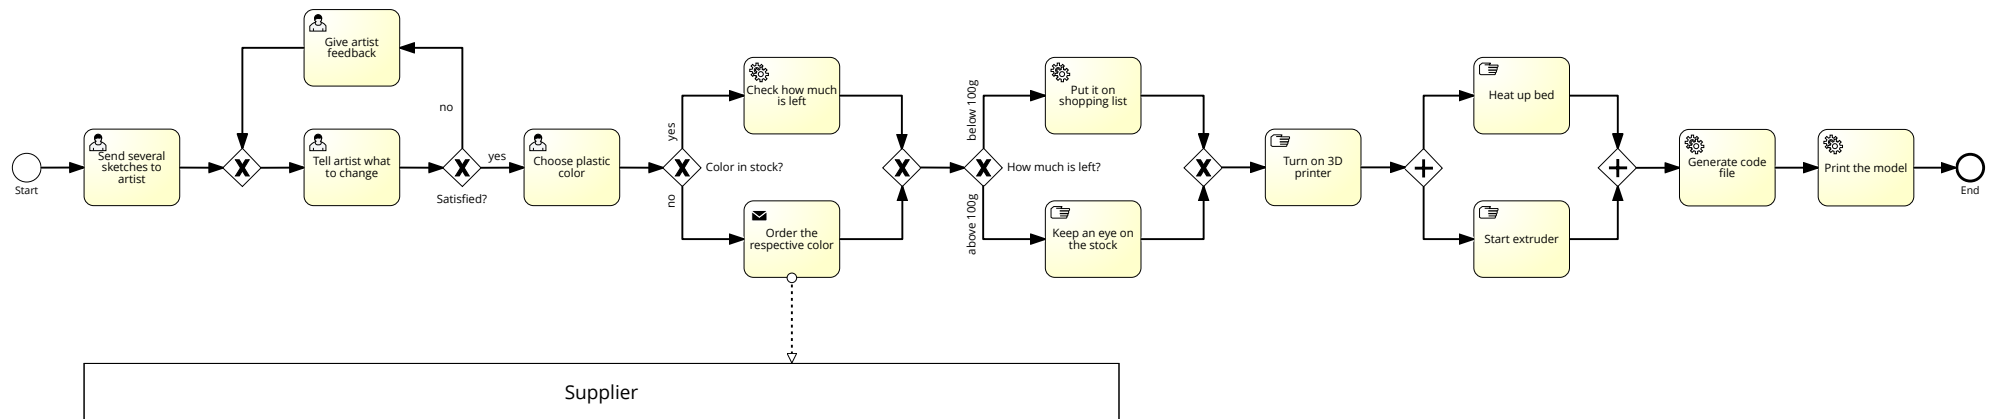 Start
Send several
sketches to
artist
Give artist
feedback
Tell artist what
to change
no
yes
Satisfied?
Choose plastic
color
yes
no
Color in stock?
Check how much
is left
Order the
respective color
below 100g
above 100g
How much is left?
Put it on
shopping list
Keep an eye on
the stock
Turn on 3D
printer
Heat up bed
Start extruder
Generate code
file
Print the model
End
Supplier